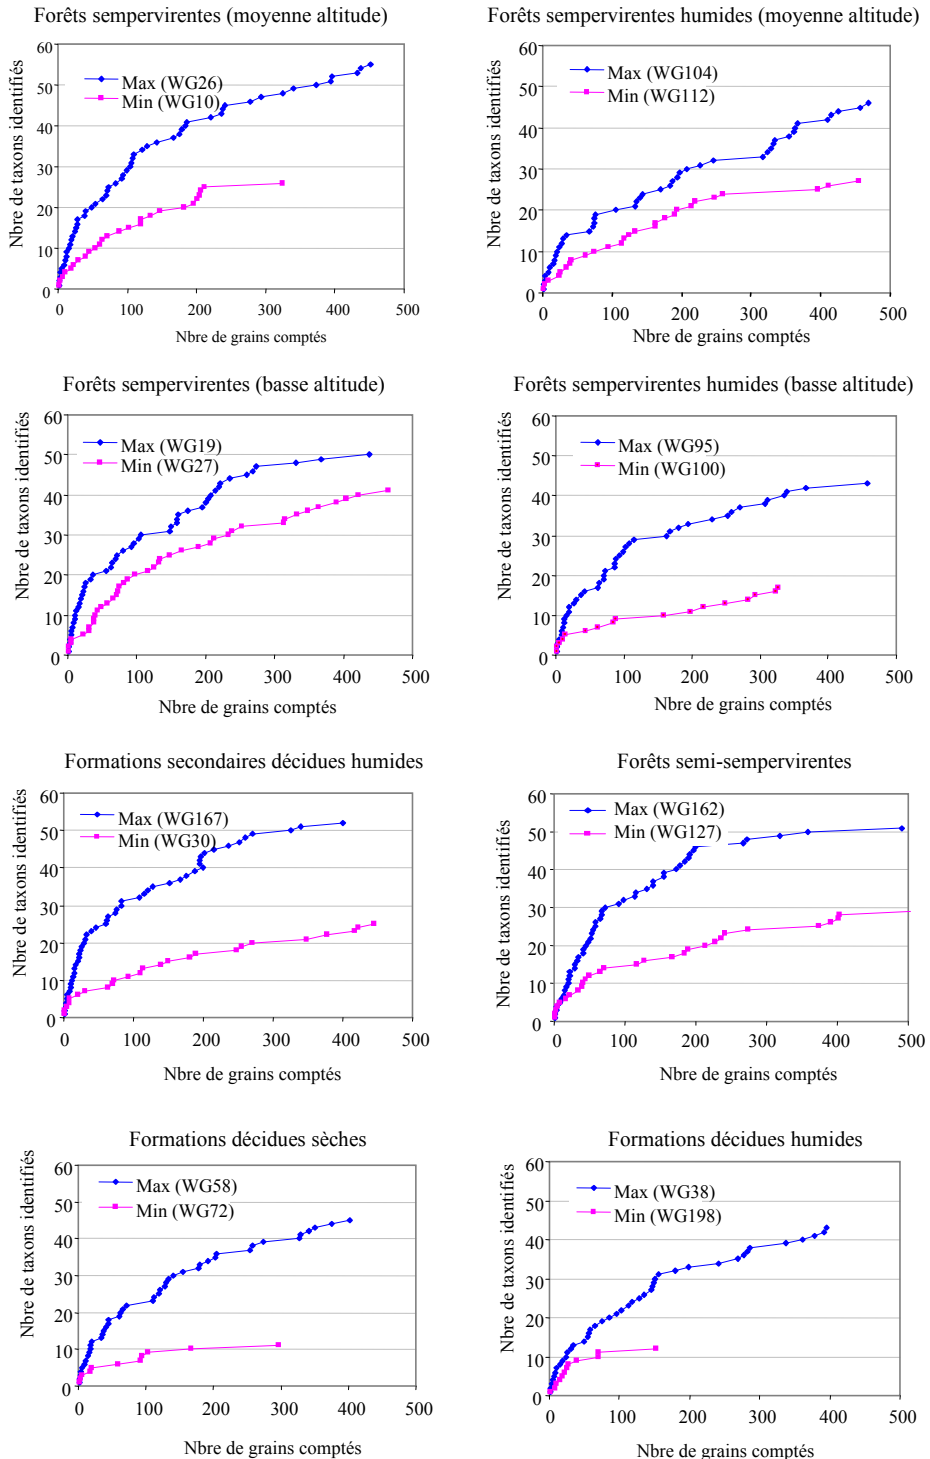 Forêts sempervirentes (moyenne altitude)
Nbre de taxons identifiés
60
50
40
30
20
10
0
Max (WG26)
Min (WG10)
0 100 200 300 400 500
Nbre de grains comptés
Forêts sempervirentes humides (moyenne altitude)
Nbre de taxons identifiés
60
50
40
30
20
10
0
Max (WG104)
Min (WG112)
0 100 200 300 400 500
Nbre de grains comptés
Forêts sempervirentes (basse altitude)
Nbre de taxons identifiés
60
50
40
30
20
10
0
Max (WG19)
Min (WG27)
0 100 200 300 400 500
Nbre de grains comptés
Forêts sempervirentes humides (basse altitude)
Nbre de taxons identifiés
60
50
40
30
20
10
0
Max (WG95)
Min (WG100)
0 100 200 300 400 500
Nbre de grains comptés
Formations secondaires décidues humides
Nbre de taxons identifiés
60
50
40
30
20
10
0
Max (WG167)
Min (WG30)
0 100 200 300 400 500
Nbre de grains comptés
Forêts semi-sempervirentes
Nbre de taxons identifiés
60
50
40
30
20
10
0
Max (WG162)
Min (WG127)
0 100 200 300 400 500
Nbre de grains comptés
Formations décidues sèches
Nbre de taxons identifiés
60
50
40
30
20
10
0
Max (WG58)
Min (WG72)
0 100 200 300 400 500
Nbre de grains comptés
Formations décidues humides
Nbre de taxons identifiés
60
50
40
30
20
10
0
Max (WG38)
Min (WG198)
0 100 200 300 400 500
Nbre de grains comptés